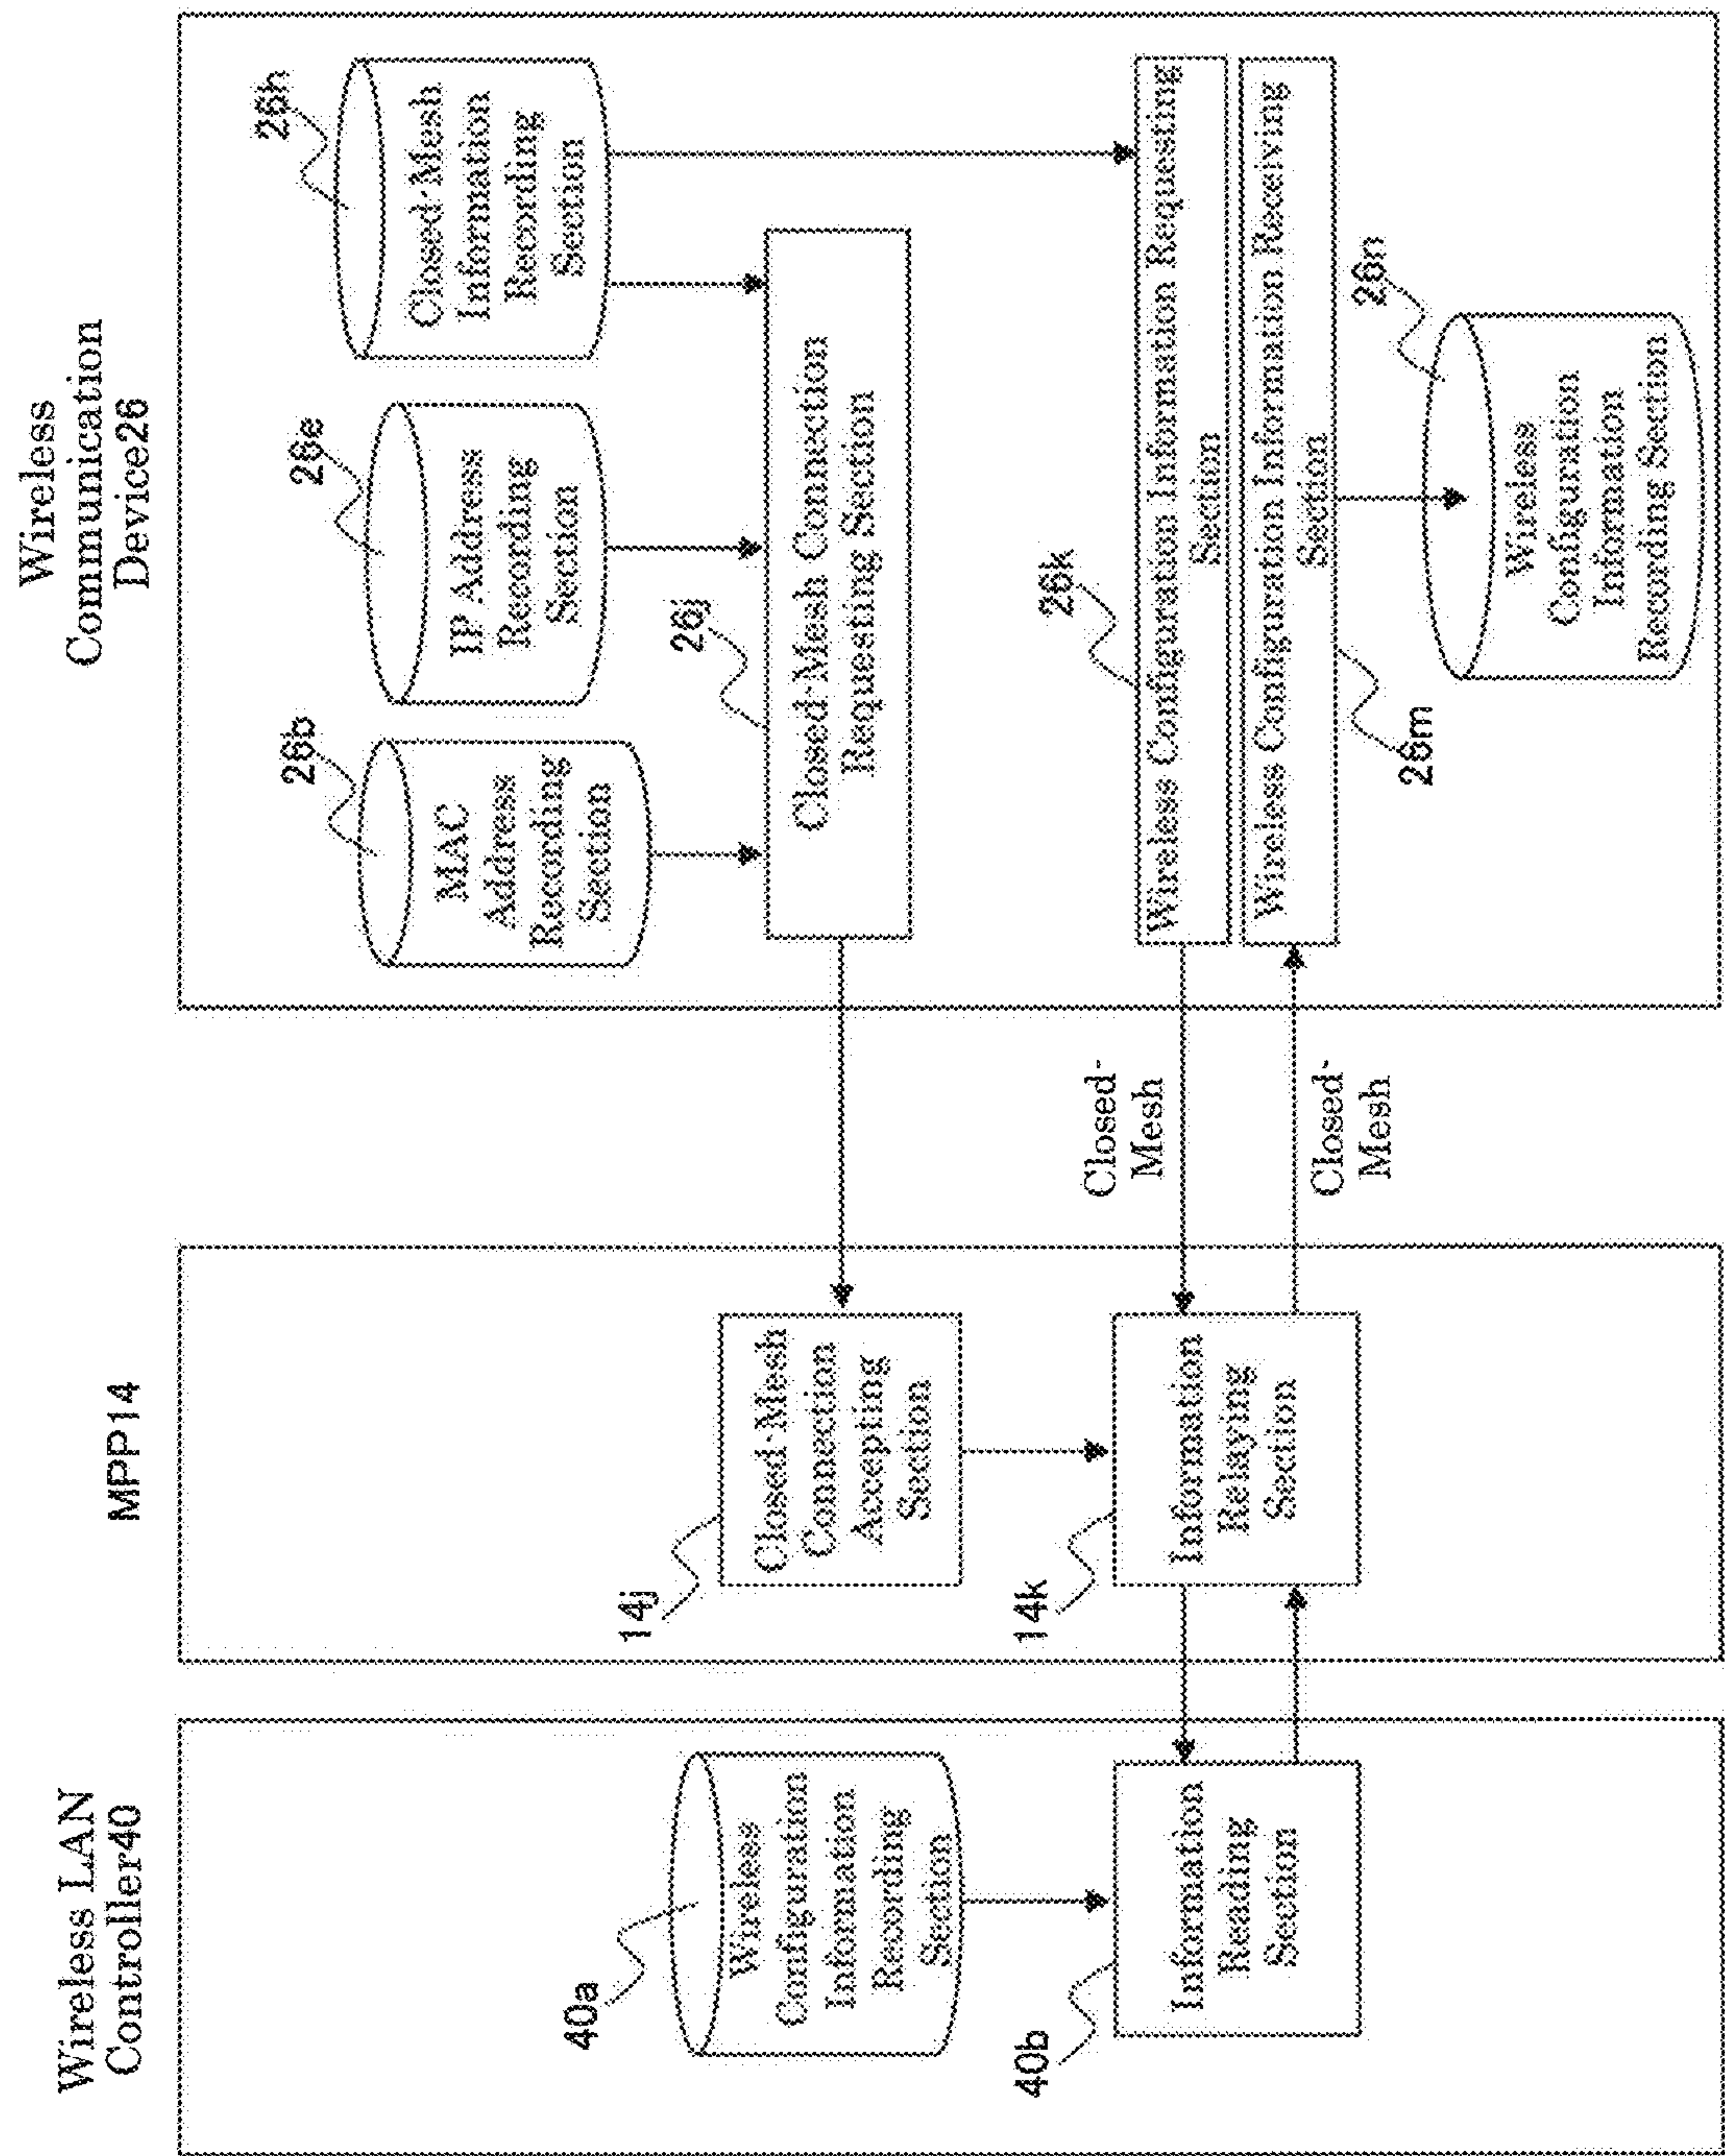 Wireless LAN
Controller40
40a
Wireless
Configuration
Information
Recording
Section
40b
Information
Reading
Section
MPP14
14j
Closed-Mesh
Connection
Accepting
Section
14k
Information
Relaying
Section
Closed-
Mesh
Closed-
Mesh
Wireless
Communication
Device26
26b
MAC
Address
Recording
Section
26e
IP Address
Recording
Section
26h
Closed-Mesh
Information
Recording
Section
26j
Closed-Mesh Connection
Requesting Section
26k
Wireless Configuration Information Requesting
Section
Wireless Configuration Information Receiving
Section
26m
26n
Wireless
Configuration
Information
Recording Section